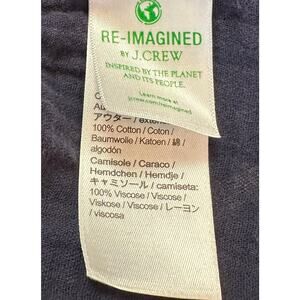 RE-IMAGINED
BY J.CREW
INSPIRED BY THE PLANET
AND ITS PEOPLE.
Learn more at
jcrew.com/reimagined
アウター / exterior
100% Cotton / Coton /
Baumwolle / Katoen / 綿 /
algodón
Camisole / Caraco /
Hemdchen / Hemdje /
キャミソール / camiseta:
100% Viscose / Viscose /
Viskose / Viscose / レーヨン
/ viscosa